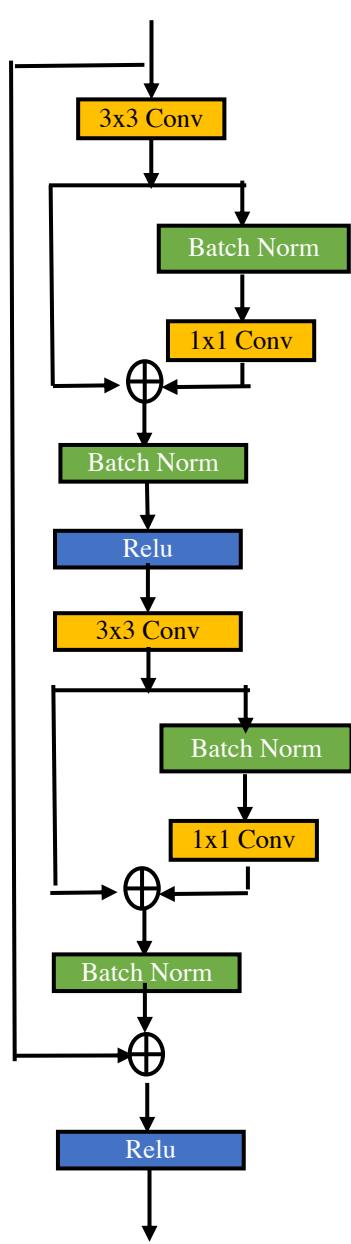 3x3 Conv
Batch Norm
1x1 Conv
Batch Norm
Relu
3x3 Conv
Batch Norm
1x1 Conv
Batch Norm
Relu